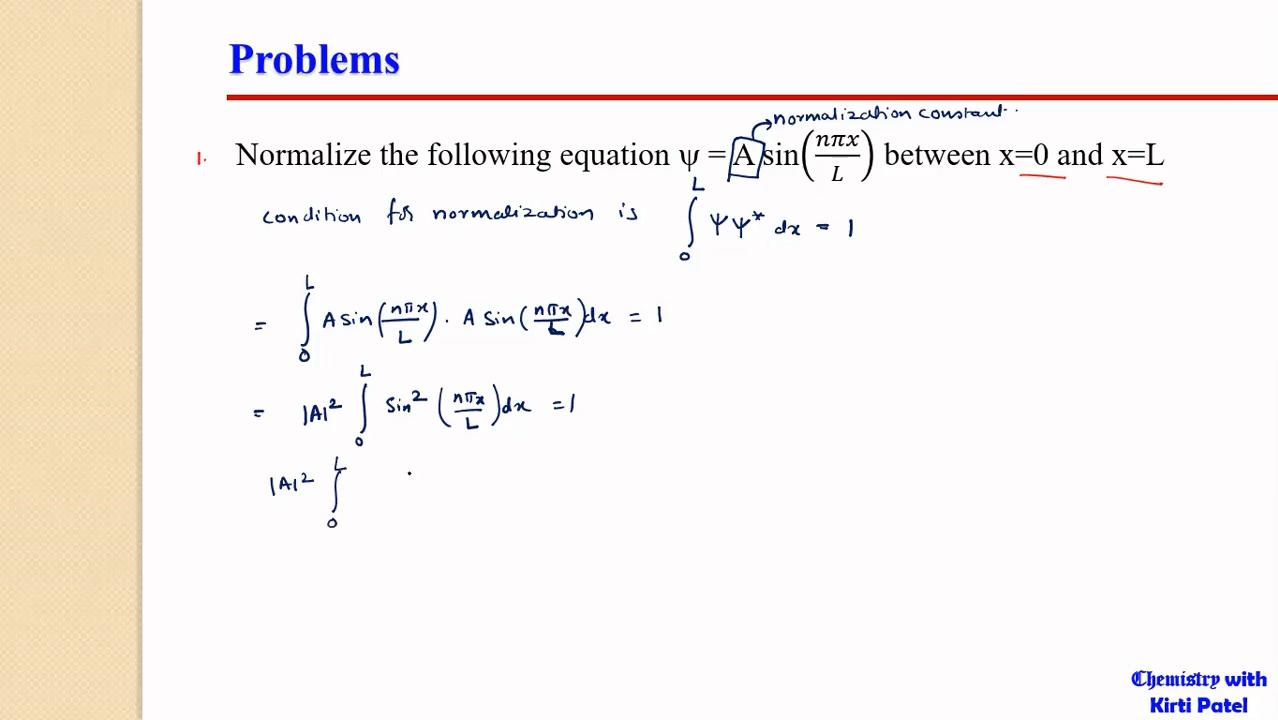 Problems
normalization constant.
1. Normalize the following equation ψ = A sin(nπx/L) between x=0 and x=L
condition for normalization is ∫₀ᴸ ψψ* dx = 1
= ∫₀ᴸ A sin(nπx/L) · A sin(nπx/L) dx = 1
= |A|² ∫₀ᴸ Sin² (nπx/L) dx = 1
|A|² ∫₀ᴸ
Chemistry with
Kirti Patel